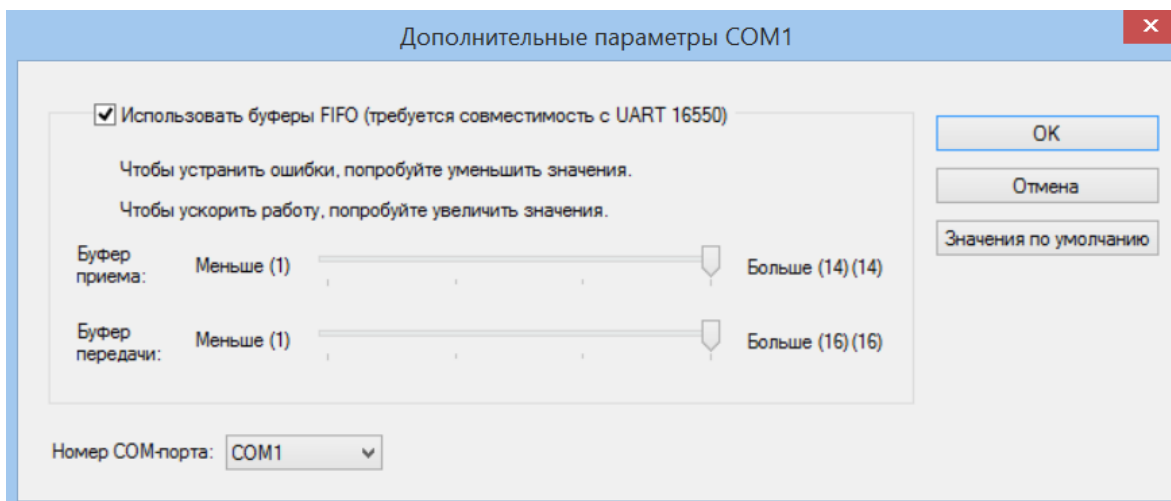 Дополнительные параметры COM1
Использовать буферы FIFO (требуется совместимость с UART 16550)
OK
Чтобы устранить ошибки, попробуйте уменьшить значения.
Отмена
Чтобы ускорить работу, попробуйте увеличить значения.
Значения по умолчанию
Буфер
приема:
Меньше (1)
Больше (14) (14)
Буфер
передачи:
Меньше (1)
Больше (16) (16)
Номер COM-порта:
COM1